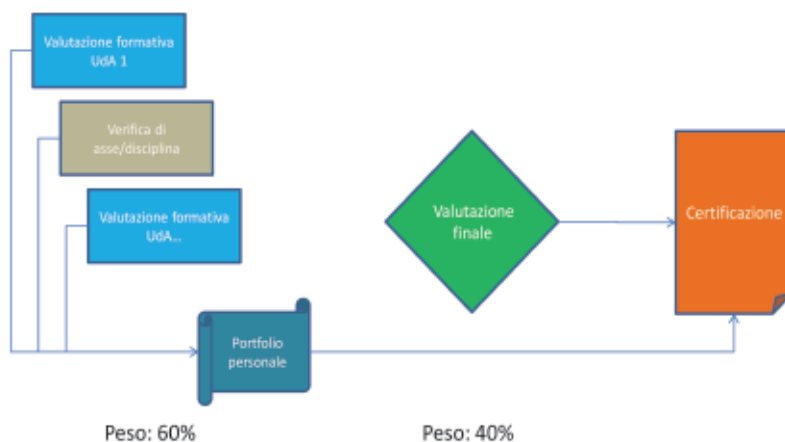 Valutazione formativa
UdA 1
Verifica di
asse/disciplina
Valutazione formativa
UdA...
Valutazione
finale
Certificazione
Portfolio
personale
Peso: 60%
Peso: 40%